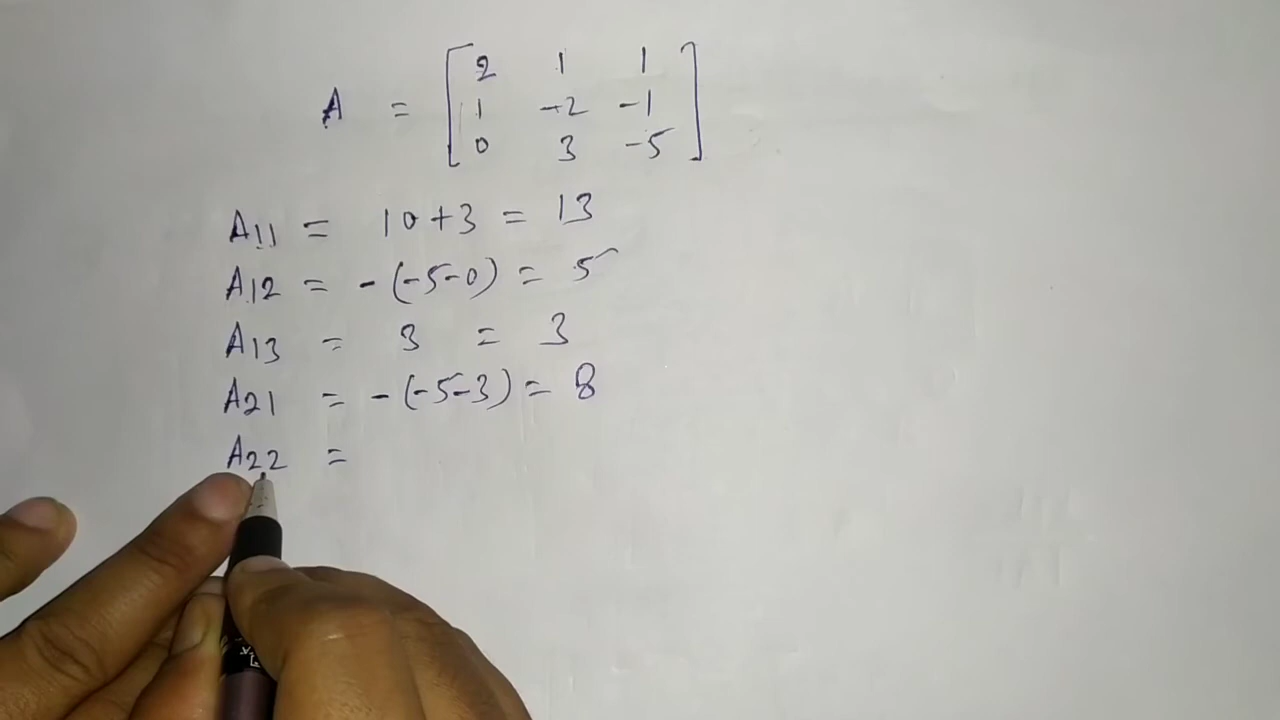 A = [ 2 1 1
1 -2 -1
0 3 -5 ]
A11 = 10+3 = 13
A12 = -(-5-0) = 5
A13 = 3 = 3
A21 = -(-5-3) = 8
A22 =